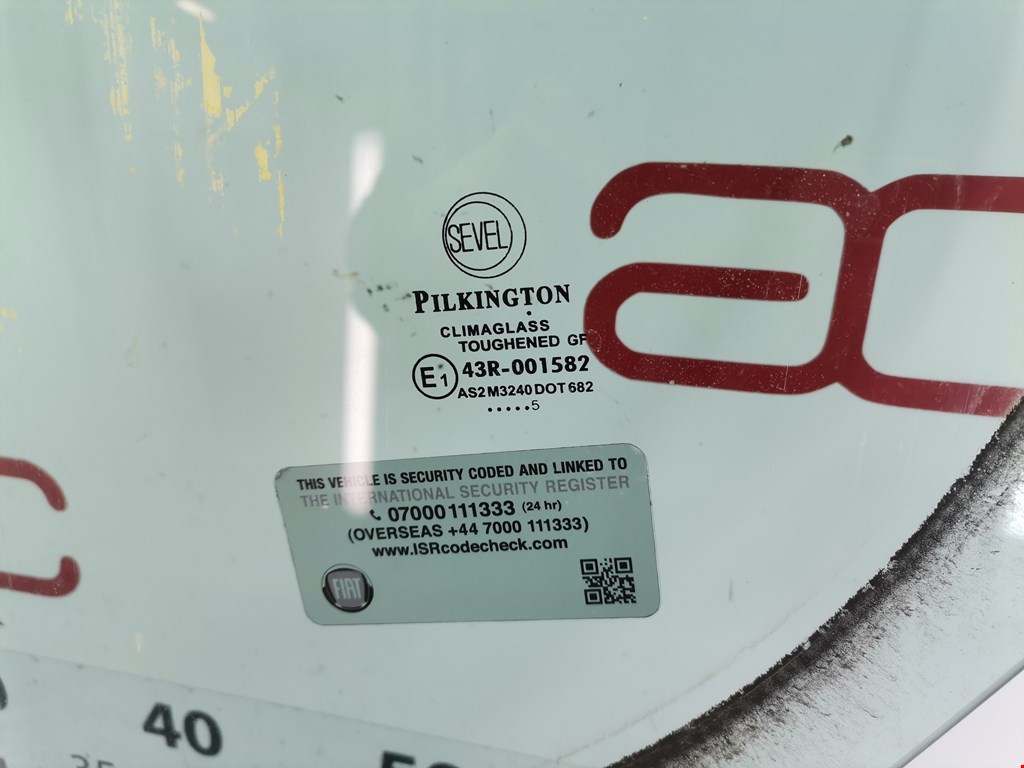 SEVEL
PILKINGTON
CLIMAGLASS
TOUGHENED
E1 43R-001582
AS2 M3240 DOT 682
.....5
THIS VEHICLE IS SECURITY CODED AND LINKED TO
THE INTERNATIONAL SECURITY REGISTER
07000111333 (24 hr)
(OVERSEAS +44 7000 111333)
www.ISRcodecheck.com
FIAT
40